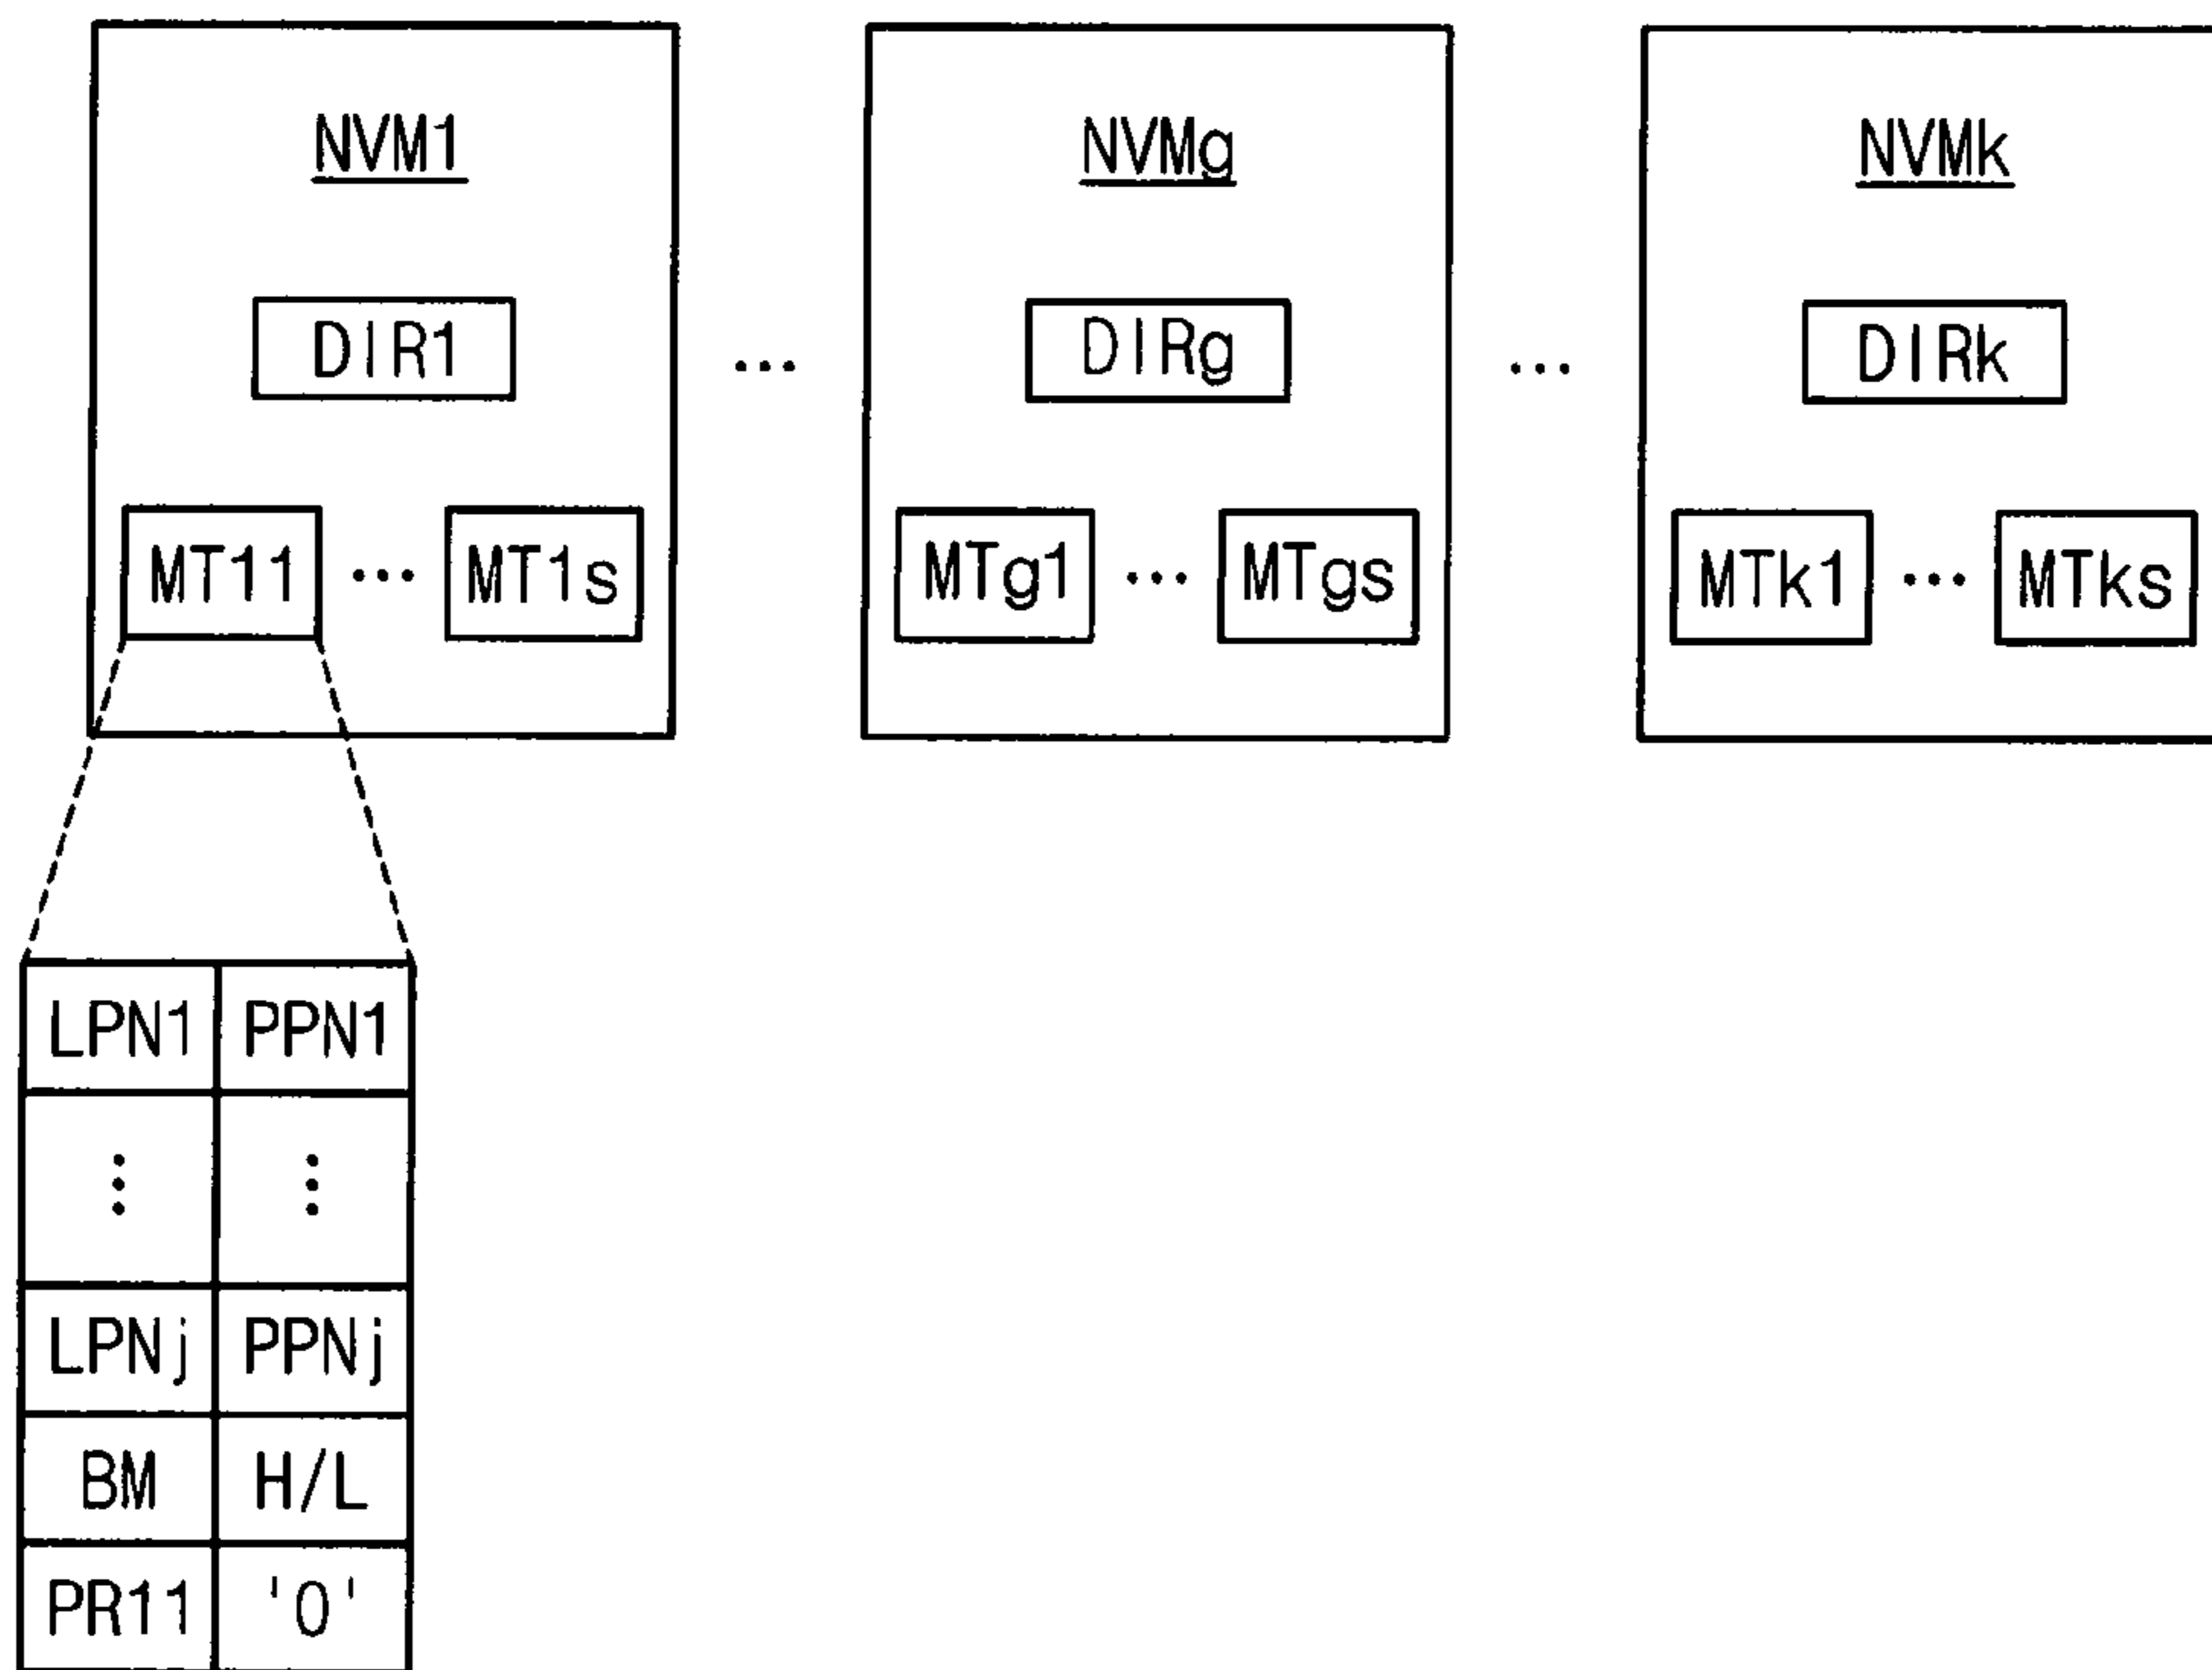 NVM1 NVMg NVMk
DIR1 ... DIRg ... DIRk
MT11 ... MT1s MTg1 ... MTgs MTk1 ... MTks
LPN1 PPN1
⋮ ⋮
LPNj PPNj
BM H/L
PR11 '0'